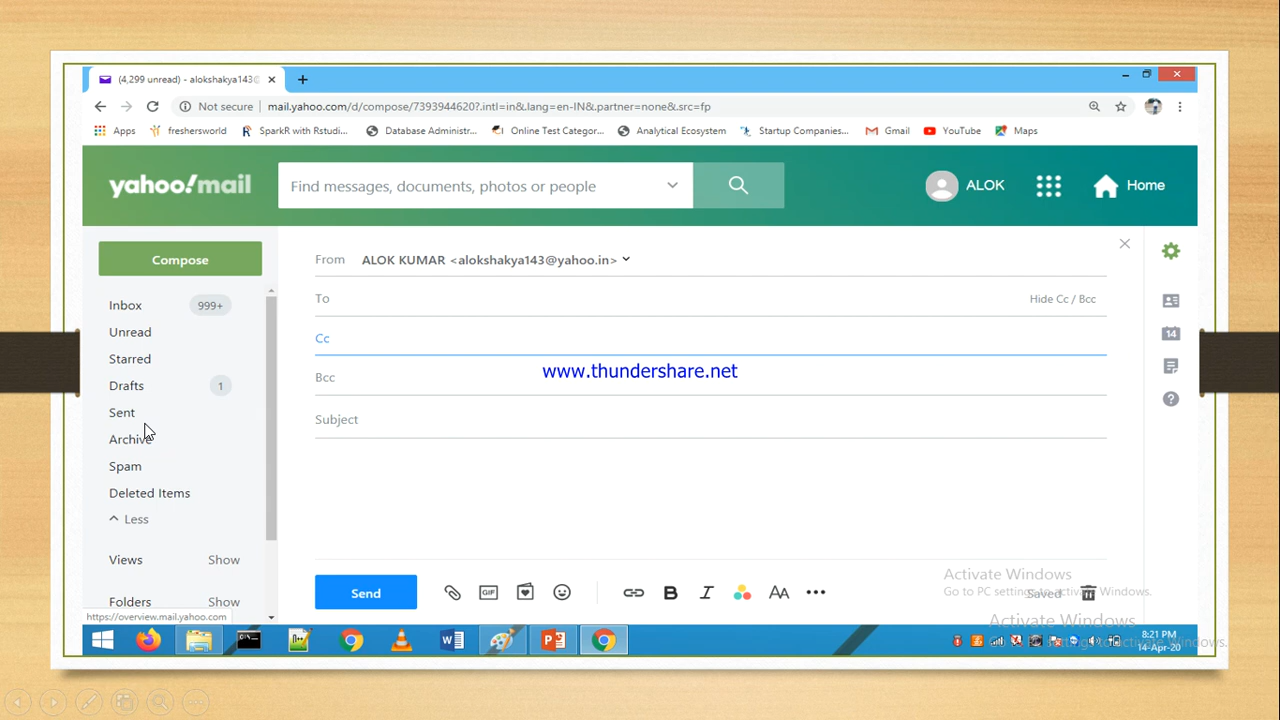 (4,299 unread) - alokshakya143@
Not secure
mail.yahoo.com/d/compose/7393944620?.intl=in&.lang=en-IN&.partner=none&.src=fp
Apps
freshersworld
SparkR with Rstudi...
Database Administr...
Online Test Categor...
Analytical Ecosystem
Startup Companies...
Gmail
YouTube
Maps
yahoo!mail
Find messages, documents, photos or people
ALOK
Home
Compose
From ALOK KUMAR <alokshakya143@yahoo.in>
Inbox 999+
To
Hide Cc / Bcc
Unread
14
Cc
Starred
www.thundershare.net
Bcc
Drafts 1
Sent
Subject
Archive
Spam
Deleted Items
Less
Views Show
Activate Windows
Go to PC settings to activate Windows.
Send
GIF
B
I
AA
Saved
Folders Show
https://overview.mail.yahoo.com
Activate Windows
8:21 PM
14-Apr-20